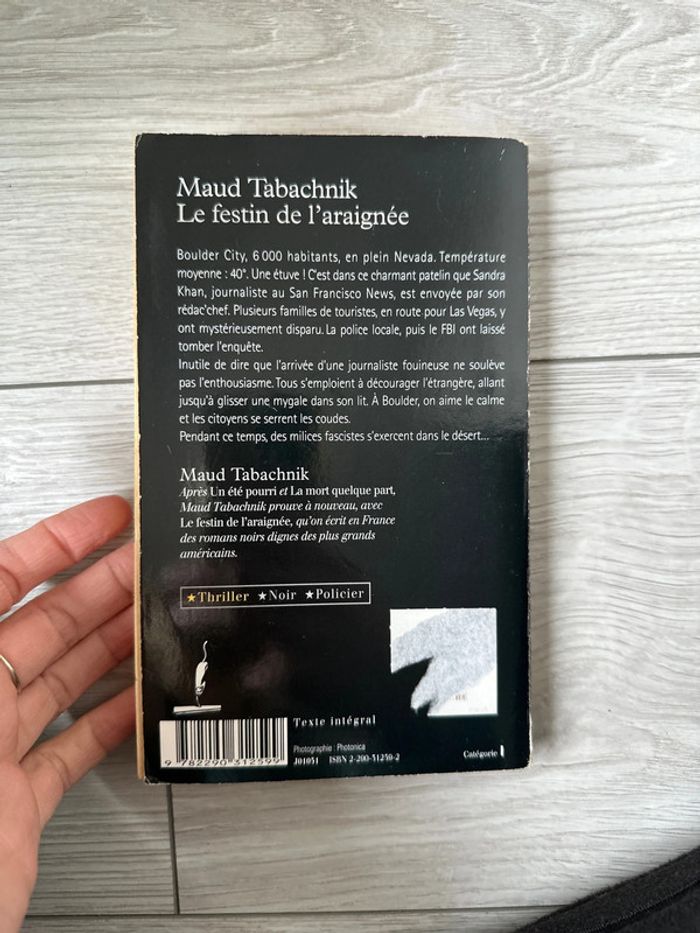 Maud Tabachnik
Le festin de l'araignée
Boulder City, 6 000 habitants, en plein Nevada. Température
moyenne : 40°. Une étuve ! C'est dans ce charmant patelin que Sandra
Khan, journaliste au San Francisco News, est envoyée par son
rédac'chef. Plusieurs familles de touristes, en route pour Las Vegas, y
ont mystérieusement disparu. La police locale, puis le FBI ont laissé
tomber l'enquête.
Inutile de dire que l'arrivée d'une journaliste fouineuse ne soulève
pas l'enthousiasme. Tous s'emploient à décourager l'étrangère, allant
jusqu'à glisser une mygale dans son lit. À Boulder, on aime le calme
et les citoyens se serrent les coudes.
Pendant ce temps, des milices fascistes s'exercent dans le désert...
Maud Tabachnik
Après Un été pourri et La mort quelque part,
Maud Tabachnik prouve à nouveau, avec
Le festin de l'araignée, qu'on écrit en France
des romans noirs dignes des plus grands
américains.
★Thriller ★Noir ★Policier
Texte intégral
Photographie : Photonica
J01051 ISBN 2-290-31259-2
Catégorie 1
9 782290 312599